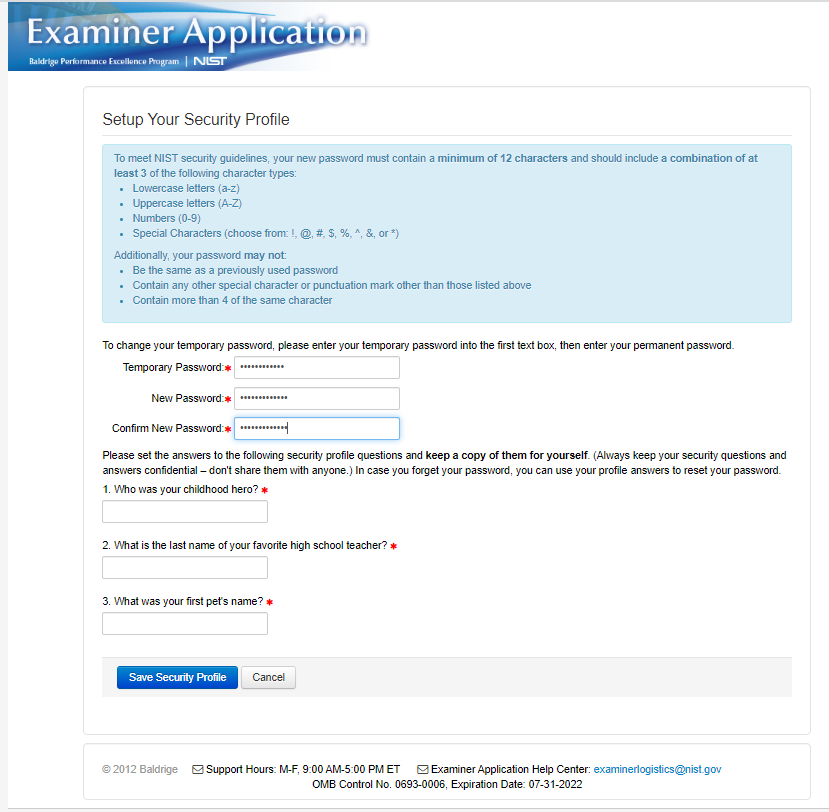 Examiner Application
Baldrige Performance Excellence Program | NIST
Setup Your Security Profile
To meet NIST security guidelines, your new password must contain a minimum of 12 characters and should include a combination of at
least 3 of the following character types:
• Lowercase letters (a-z)
• Uppercase letters (A-Z)
• Numbers (0-9)
• Special Characters (choose from: !, @, #, $, %, ^, &, or *)
Additionally, your password may not:
• Be the same as a previously used password
• Contain any other special character or punctuation mark other than those listed above
• Contain more than 4 of the same character
To change your temporary password, please enter your temporary password into the first text box, then enter your permanent password.
Temporary Password:* ••••••••••••
New Password:* •••••••••••••
Confirm New Password:* •••••••••••••
Please set the answers to the following security profile questions and keep a copy of them for yourself. (Always keep your security questions and
answers confidential – don't share them with anyone.) In case you forget your password, you can use your profile answers to reset your password.
1. Who was your childhood hero? *
2. What is the last name of your favorite high school teacher? *
3. What was your first pet's name? *
Save Security Profile Cancel
© 2012 Baldrige Support Hours: M-F, 9:00 AM-5:00 PM ET Examiner Application Help Center: examinerlogistics@nist.gov
OMB Control No. 0693-0006, Expiration Date: 07-31-2022